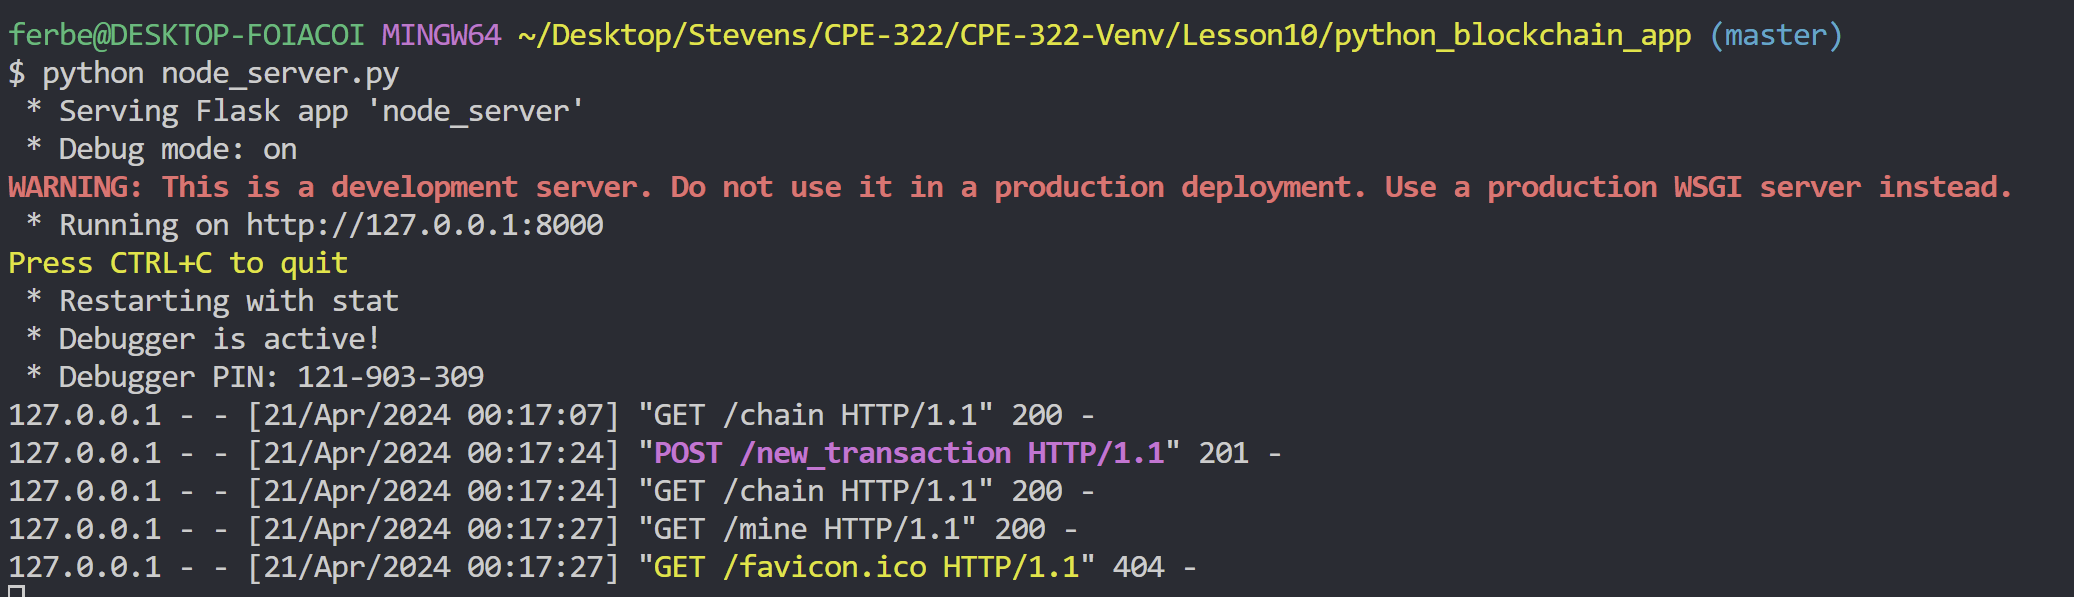 ferbe@DESKTOP-FOIACOI MINGW64 ~/Desktop/Stevens/CPE-322/CPE-322-Venv/Lesson10/python_blockchain_app (master)
$ python node_server.py
 * Serving Flask app 'node_server'
 * Debug mode: on
WARNING: This is a development server. Do not use it in a production deployment. Use a production WSGI server instead.
 * Running on http://127.0.0.1:8000
Press CTRL+C to quit
 * Restarting with stat
 * Debugger is active!
 * Debugger PIN: 121-903-309
127.0.0.1 - - [21/Apr/2024 00:17:07] "GET /chain HTTP/1.1" 200 -
127.0.0.1 - - [21/Apr/2024 00:17:24] "POST /new_transaction HTTP/1.1" 201 -
127.0.0.1 - - [21/Apr/2024 00:17:24] "GET /chain HTTP/1.1" 200 -
127.0.0.1 - - [21/Apr/2024 00:17:27] "GET /mine HTTP/1.1" 200 -
127.0.0.1 - - [21/Apr/2024 00:17:27] "GET /favicon.ico HTTP/1.1" 404 -